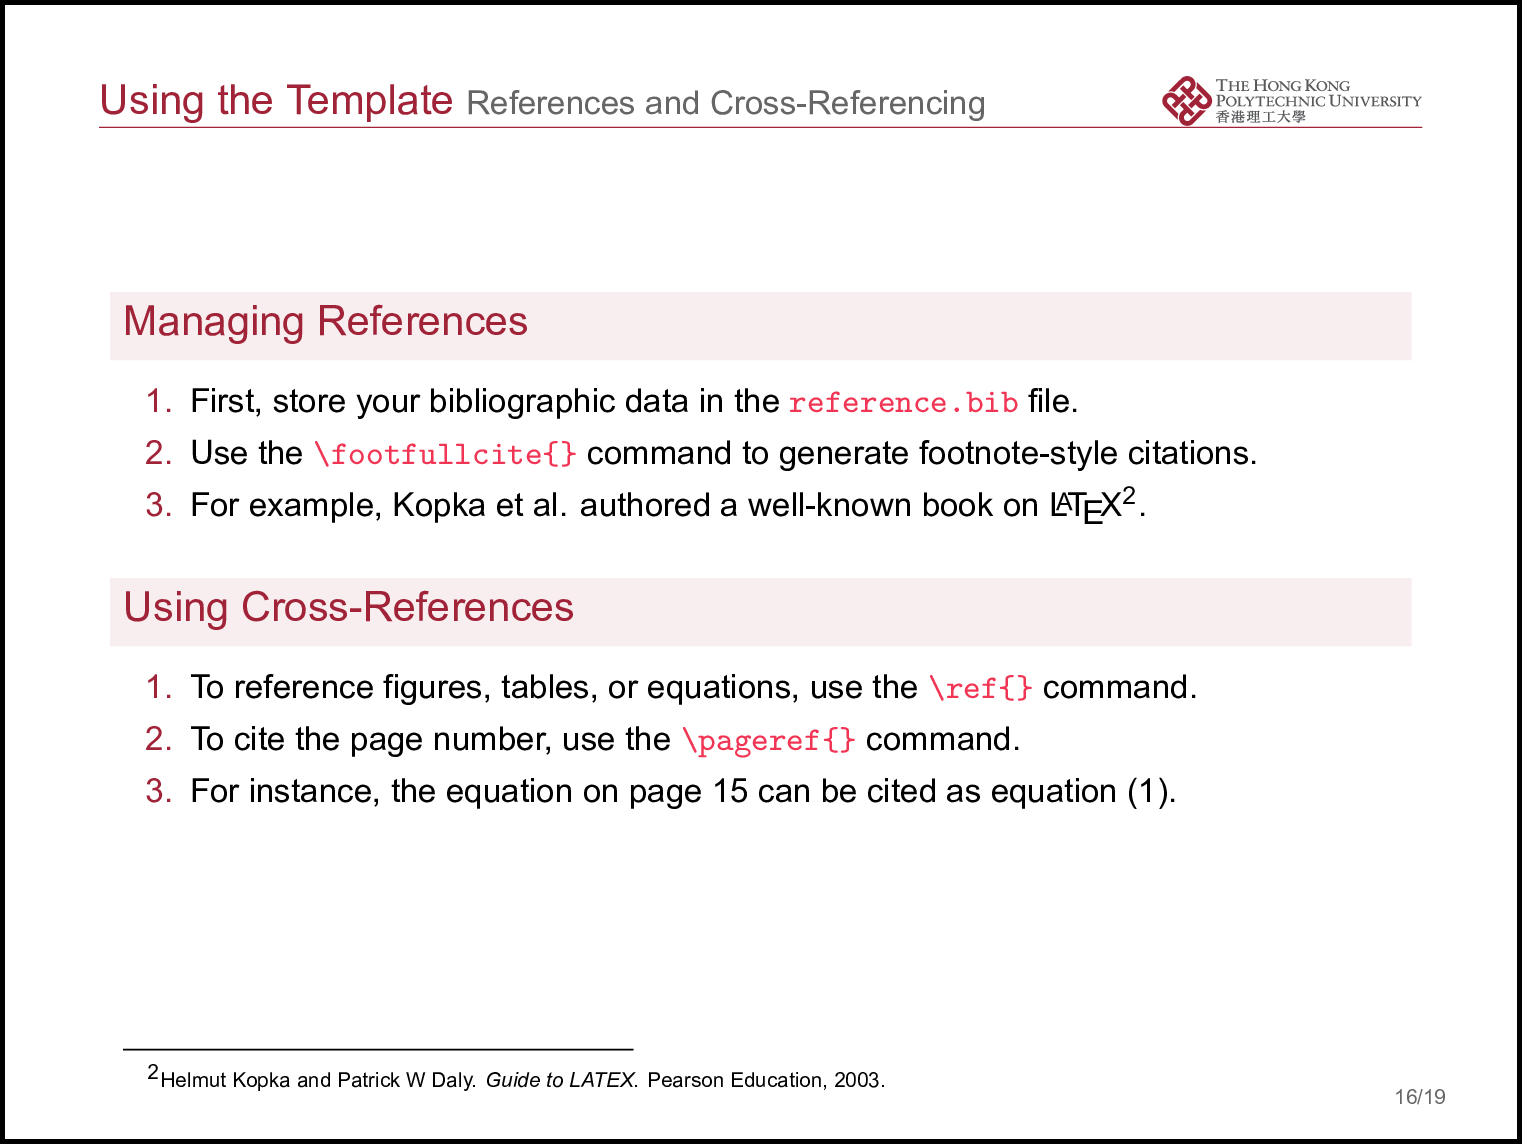 Using the Template References and Cross-Referencing
THE HONG KONG
POLYTECHNIC UNIVERSITY
香港理工大學
Managing References
1. First, store your bibliographic data in the reference.bib file.
2. Use the \footfullcite{} command to generate footnote-style citations.
3. For example, Kopka et al. authored a well-known book on LATEX2.
Using Cross-References
1. To reference figures, tables, or equations, use the \ref{} command.
2. To cite the page number, use the \pageref{} command.
3. For instance, the equation on page 15 can be cited as equation (1).
2Helmut Kopka and Patrick W Daly. Guide to LATEX. Pearson Education, 2003.
16/19